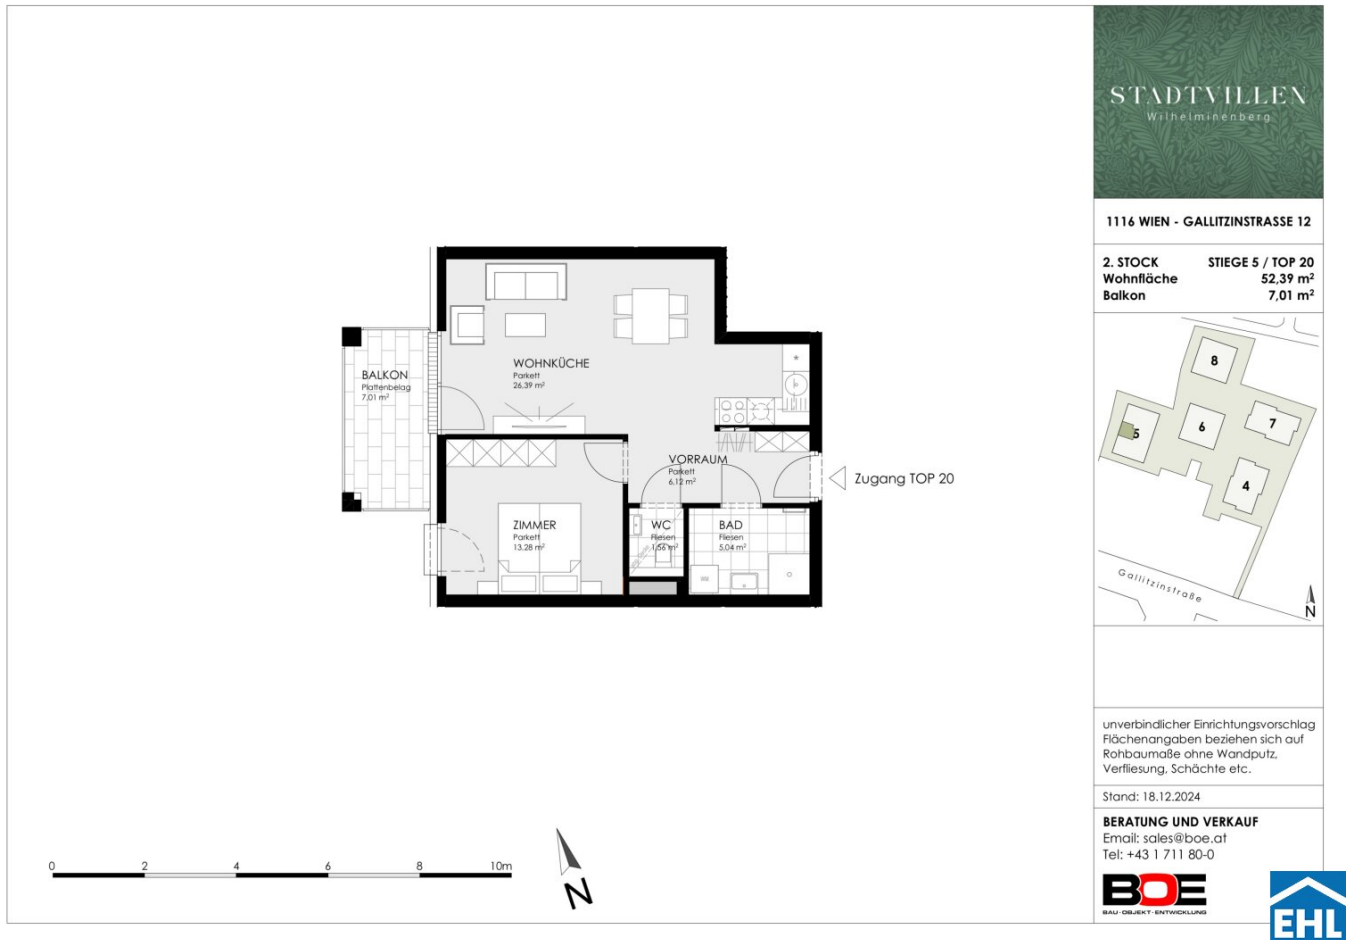 STADTVILLEN
Wilhelminenberg
1116 WIEN - GALLITZINSTRASSE 12
2. STOCK STIEGE 5 / TOP 20
Wohnfläche 52,39 m²
Balkon 7,01 m²
8
7
6
5
4
Gallitzinstraße
N
BALKON
Plattenbelag
7,01 m²
WOHNKÜCHE
Parkett
26,39 m²
VORRAUM
Parkett
6,12 m²
Zugang TOP 20
ZIMMER
Parkett
13,28 m²
WC
Fliesen
1,56 m²
BAD
Fliesen
5,04 m²
0 2 4 6 8 10m
N
unverbindlicher Einrichtungsvorschlag
Flächenangaben beziehen sich auf
Rohbaumaße ohne Wandputz,
Verfliesung, Schächte etc.
Stand: 18.12.2024
BERATUNG UND VERKAUF
Email: sales@boe.at
Tel: +43 1 711 80-0
BOE
BAU - OBJEKT - ENTWICKLUNG
EHL